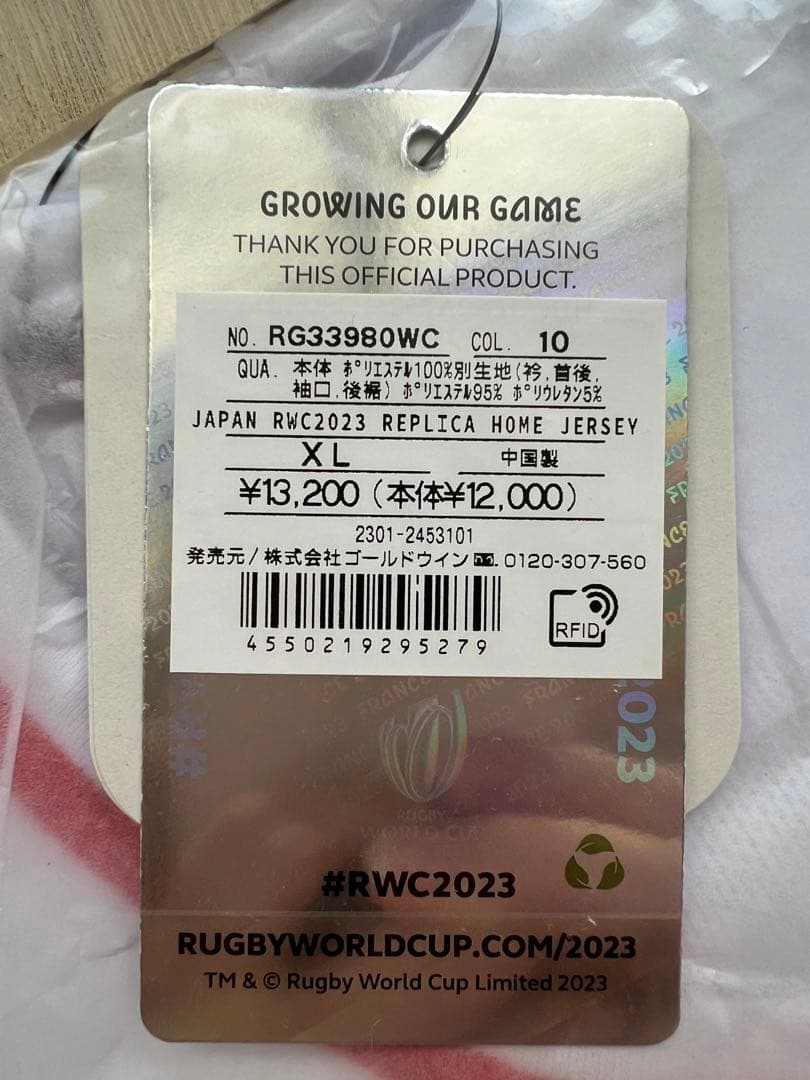 GROWING OUR GAME
THANK YOU FOR PURCHASING
THIS OFFICIAL PRODUCT.
NO. RG33980WC COL. 10
QUA. 本体 ポリエステル100%別生地(衿,首後,
袖口,後裾) ポリエステル95% ポリウレタン5%
JAPAN RWC2023 REPLICA HOME JERSEY
XL 中国製
¥13,200(本体¥12,000)
2301-2453101
発売元/株式会社ゴールドウイン 0120-307-560
RFID
4550219295279
2023
RUGBY
WORLD CUP
#RWC2023
RUGBYWORLDCUP.COM/2023
TM & © Rugby World Cup Limited 2023